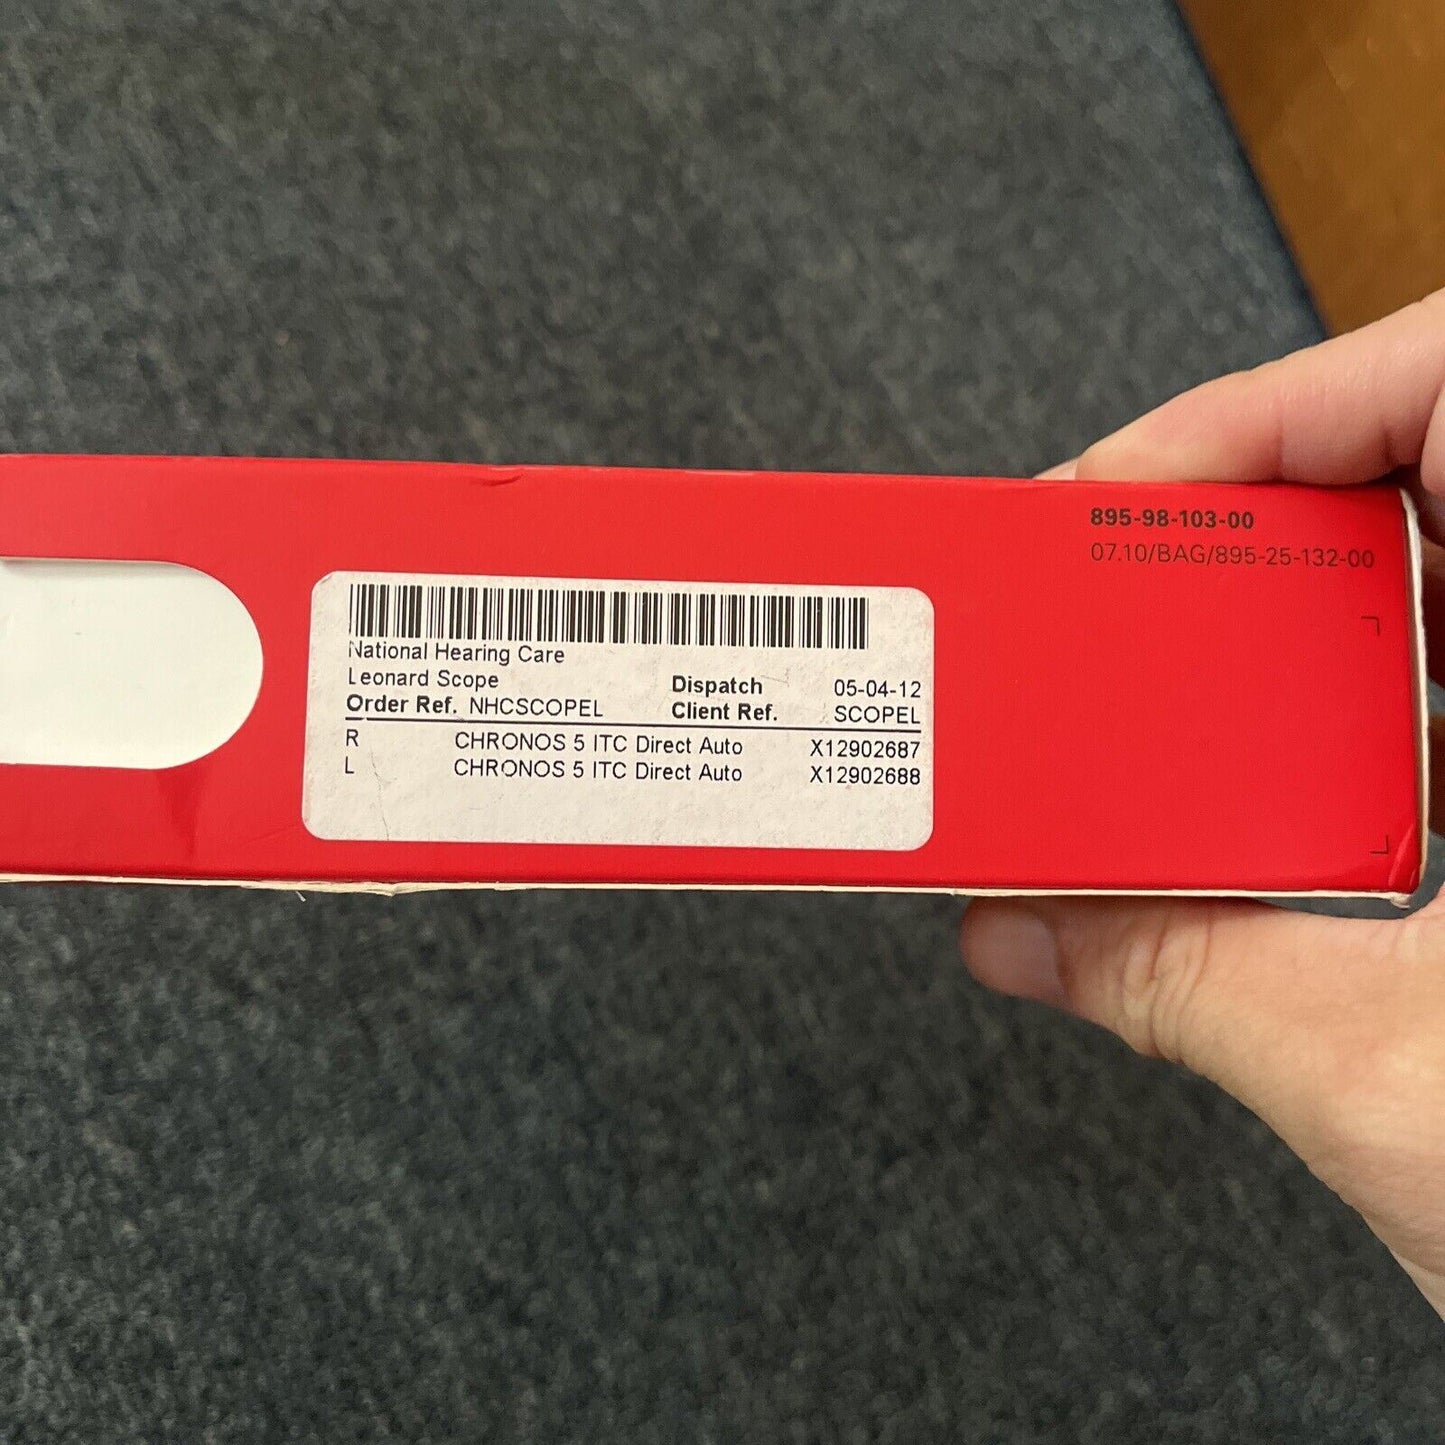 895-98-103-00
07.10/BAG/895-25-132-00
National Hearing Care
Leonard Scope Dispatch 05-04-12
Order Ref. NHCSCOPEL Client Ref. SCOPEL
R CHRONOS 5 ITC Direct Auto X12902687
L CHRONOS 5 ITC Direct Auto X12902688